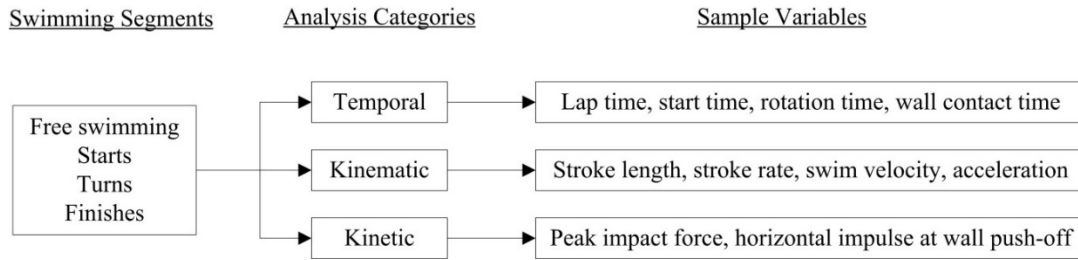 Swimming Segments
Analysis Categories
Sample Variables
Free swimming
Starts
Turns
Finishes
Temporal
Lap time, start time, rotation time, wall contact time
Kinematic
Stroke length, stroke rate, swim velocity, acceleration
Kinetic
Peak impact force, horizontal impulse at wall push-off